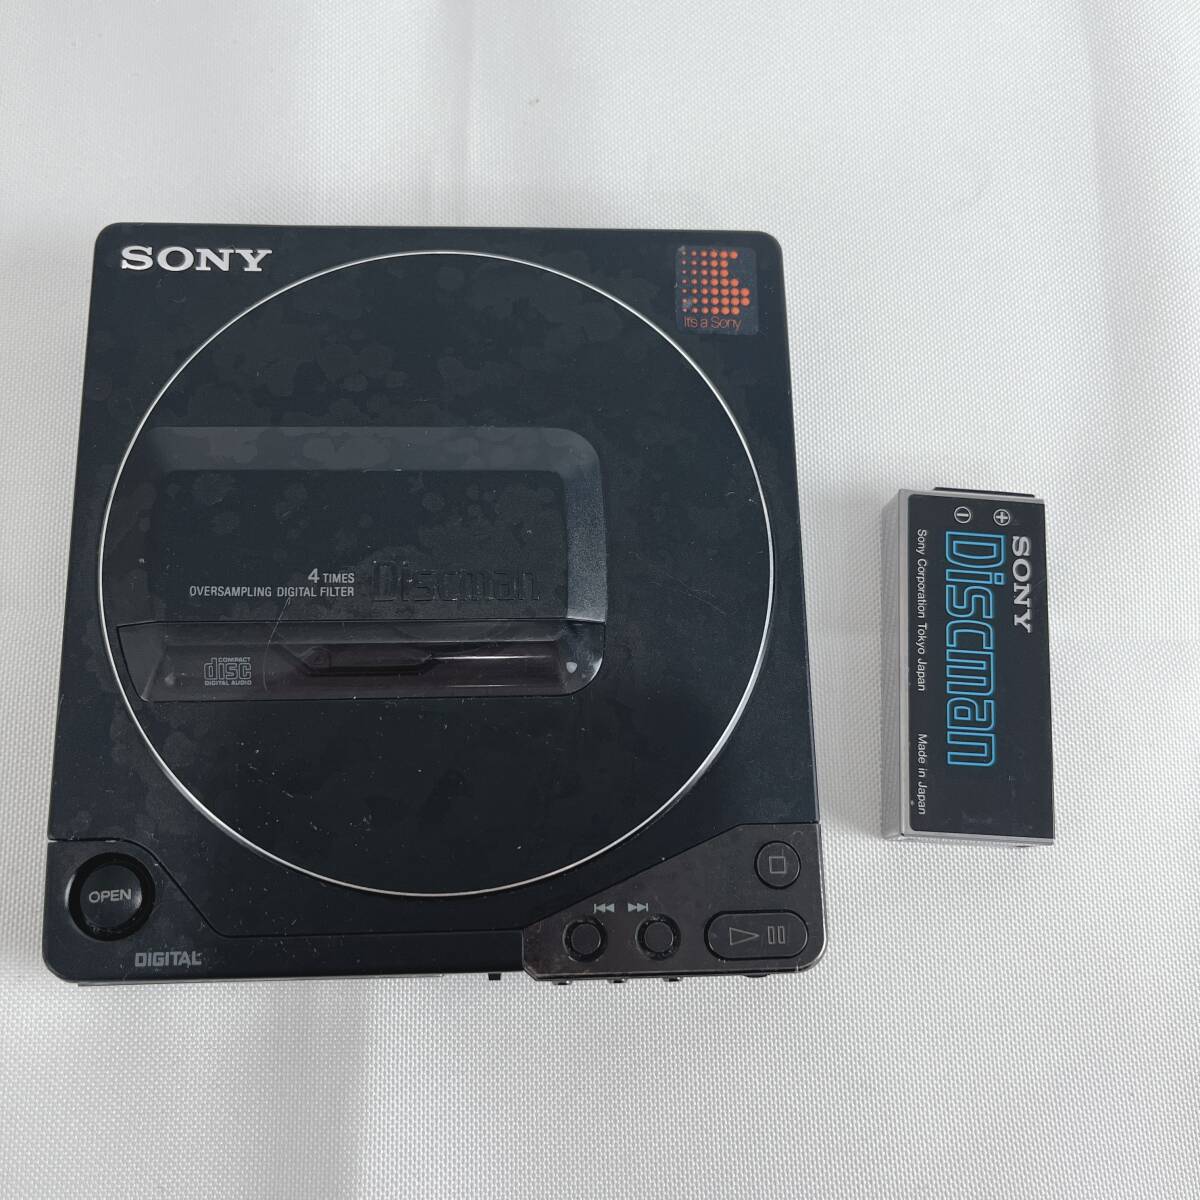 SONY
It's a Sony
4 TIMES
OVERSAMPLING DIGITAL FILTER
Discman
COMPACT
disc
DIGITAL AUDIO
OPEN
DIGITAL
SONY
Discman
Sony Corporation Tokyo Japan Made in Japan